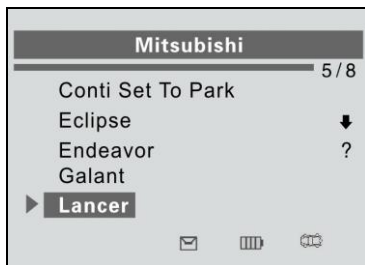 Mitsubishi
5/8
Conti Set To Park
Eclipse
Endeavor ?
Galant
Lancer